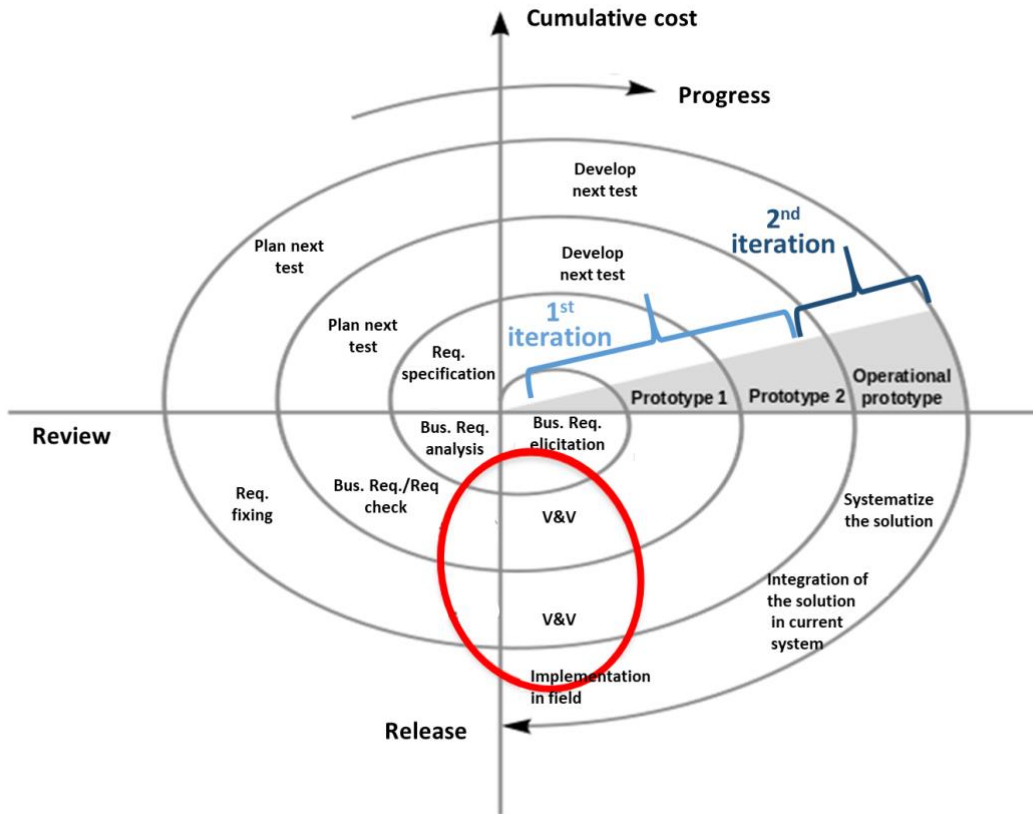 Cumulative cost
Progress
Develop
next test
2nd
iteration
Plan next
test
Develop
next test
1st
iteration
Plan next
test
Req.
specification
Prototype 1
Prototype 2
Operational
prototype
Review
Bus. Req.
analysis
Bus. Req.
elicitation
Req.
fixing
Bus. Req./Req
check
V&V
Systematize
the solution
Integration of
the solution
in current
system
V&V
Implementation
in field
Release